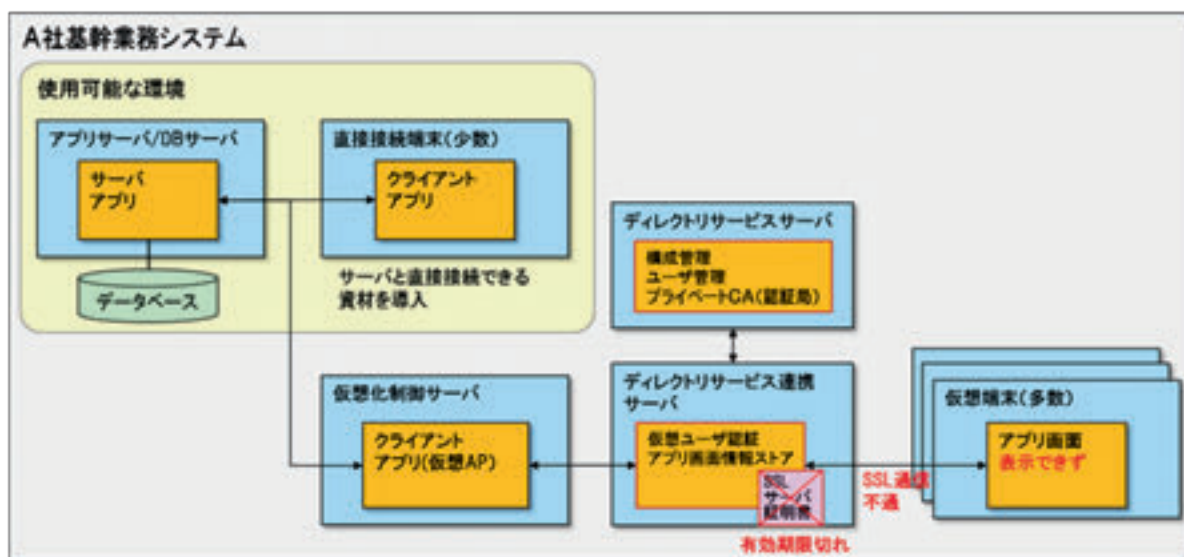 A社基幹業務システム
使用可能な環境
アプリサーバ/DBサーバ
サーバ
アプリ
データベース
直接接続端末(少数)
クライアント
アプリ
サーバと直接接続できる
資材を導入
ディレクトリサービスサーバ
構成管理
ユーザ管理
プライベートCA(認証局)
仮想化制御サーバ
クライアント
アプリ(仮想AP)
ディレクトリサービス連携
サーバ
仮想ユーザ認証
アプリ画面情報ストア
SSL
サーバ
証明書
有効期限切れ
SSL通信
不通
仮想端末(多数)
アプリ画面
表示できず